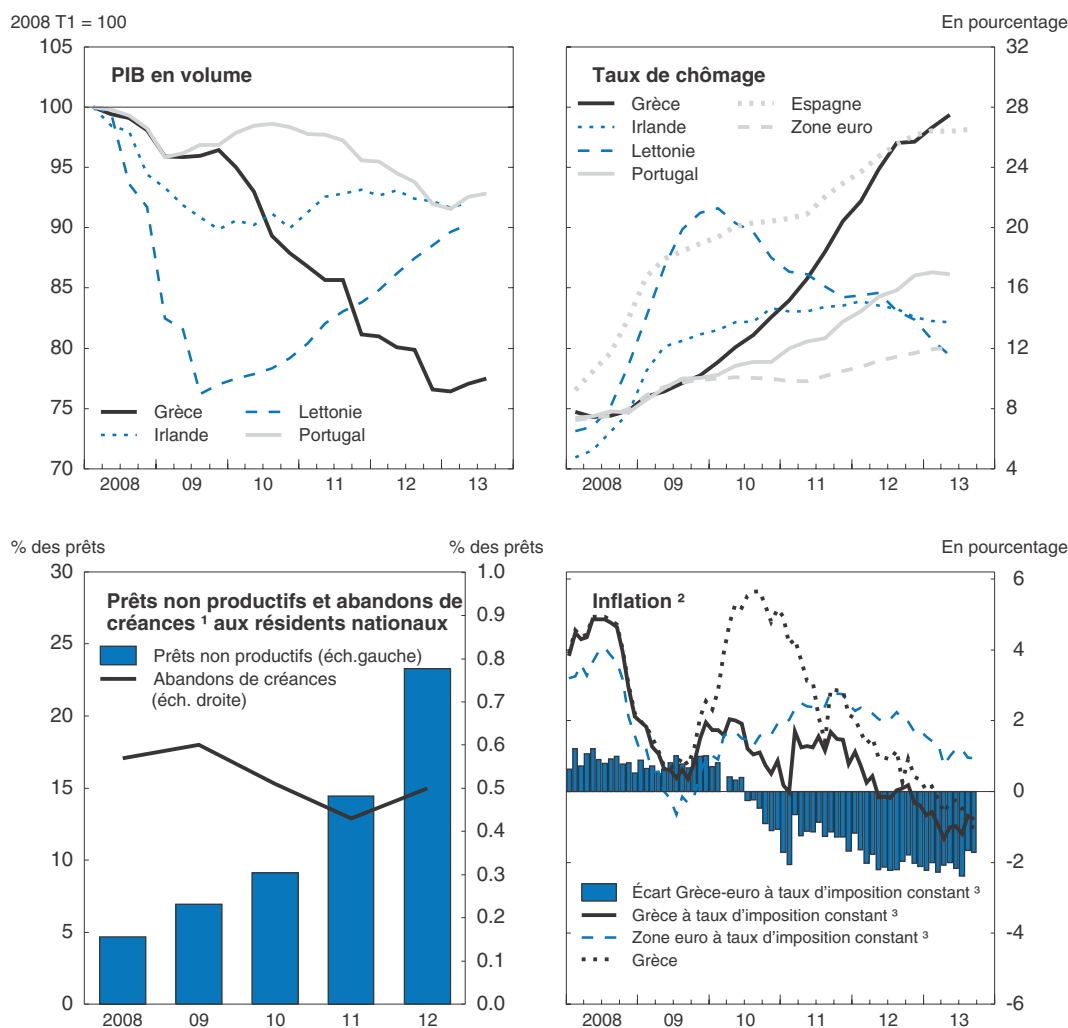 2008 T1 = 100
105
100
95
90
85
80
75
70
PIB en volume
Grèce
Irlande
Lettonie
Portugal
2008 09 10 11 12 13
En pourcentage
32
28
24
20
16
12
8
4
Taux de chômage
Grèce
Irlande
Lettonie
Portugal
Espagne
Zone euro
2008 09 10 11 12 13
% des prêts
% des prêts
30
25
20
15
10
5
0
1.0
0.9
0.8
0.7
0.6
0.5
0.4
0.3
0.2
0.1
0.0
Prêts non productifs et abandons de
créances ¹ aux résidents nationaux
Prêts non productifs (éch.gauche)
Abandons de créances
(éch. droite)
2008 09 10 11 12
En pourcentage
6
4
2
0
-2
-4
-6
Inflation ²
Écart Grèce-euro à taux d’imposition constant ³
Grèce à taux d’imposition constant ³
Zone euro à taux d’imposition constant ³
Grèce
2008 09 10 11 12 13